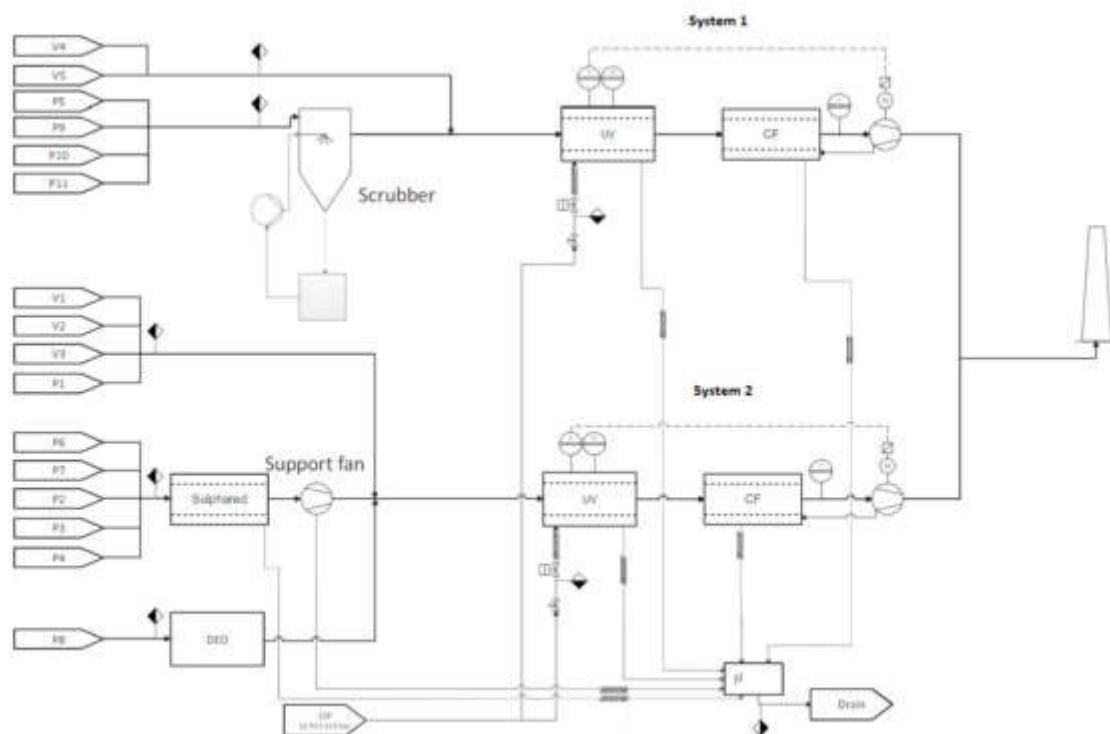 System 1
V4
V5
P5
P9
P10
P11
UV
CF
Scrubber
V1
V2
V3
P1
System 2
P6
P7
P2
P3
P4
Support fan
Sulphared
UV
CF
P8
DEO
Drain